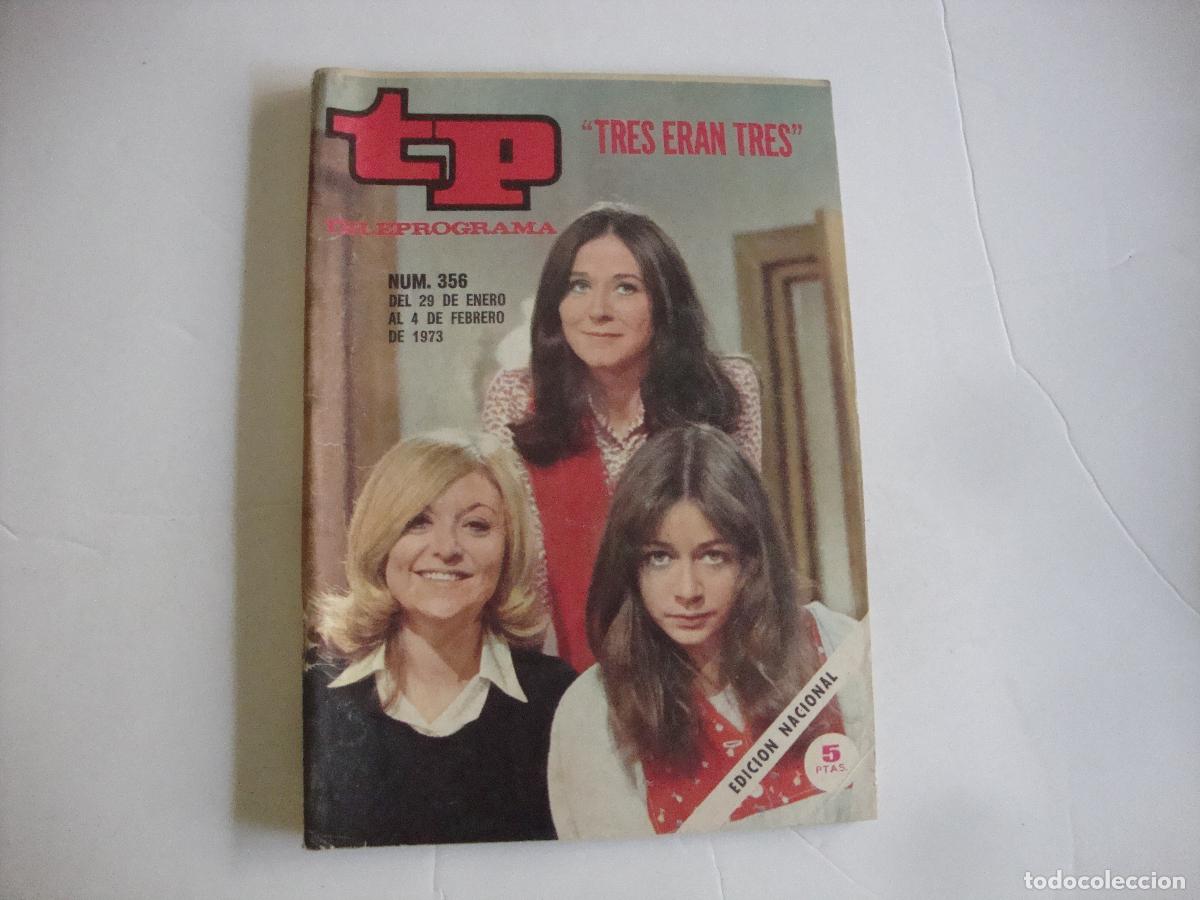 tp
TELEPROGRAMA
"TRES ERAN TRES"
NUM. 356
DEL 29 DE ENERO
AL 4 DE FEBRERO
DE 1973
EDICION NACIONAL
5
PTAS.
todocoleccion